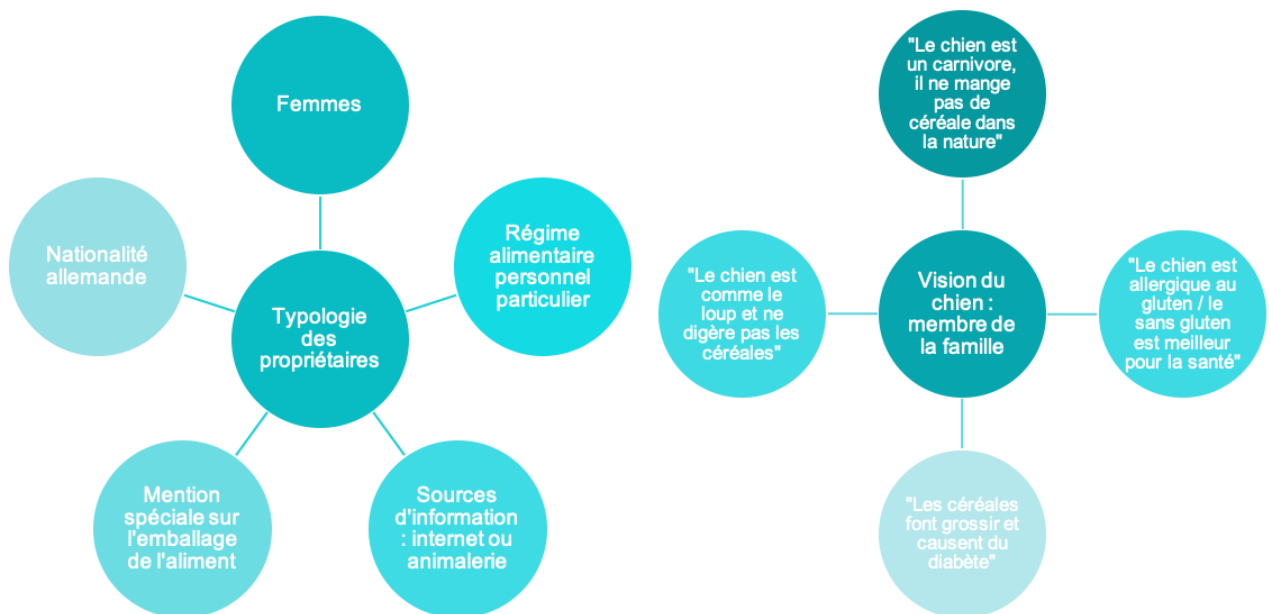 Femmes
Nationalité
allemande
Régime
alimentaire
personnel
particulier
Typologie
des
propriétaires
Mention
spéciale sur
l'emballage
de l'aliment
Sources
d'information
: internet ou
animalerie
"Le chien est
un carnivore,
il ne mange
pas de
céréale dans
la nature"
"Le chien est
comme le
loup et ne
digère pas les
céréales"
Vision du
chien :
membre de
la famille
"Le chien est
allergique au
gluten / le
sans gluten
est meilleur
pour la santé"
"Les céréales
font grossir et
causent du
diabète"